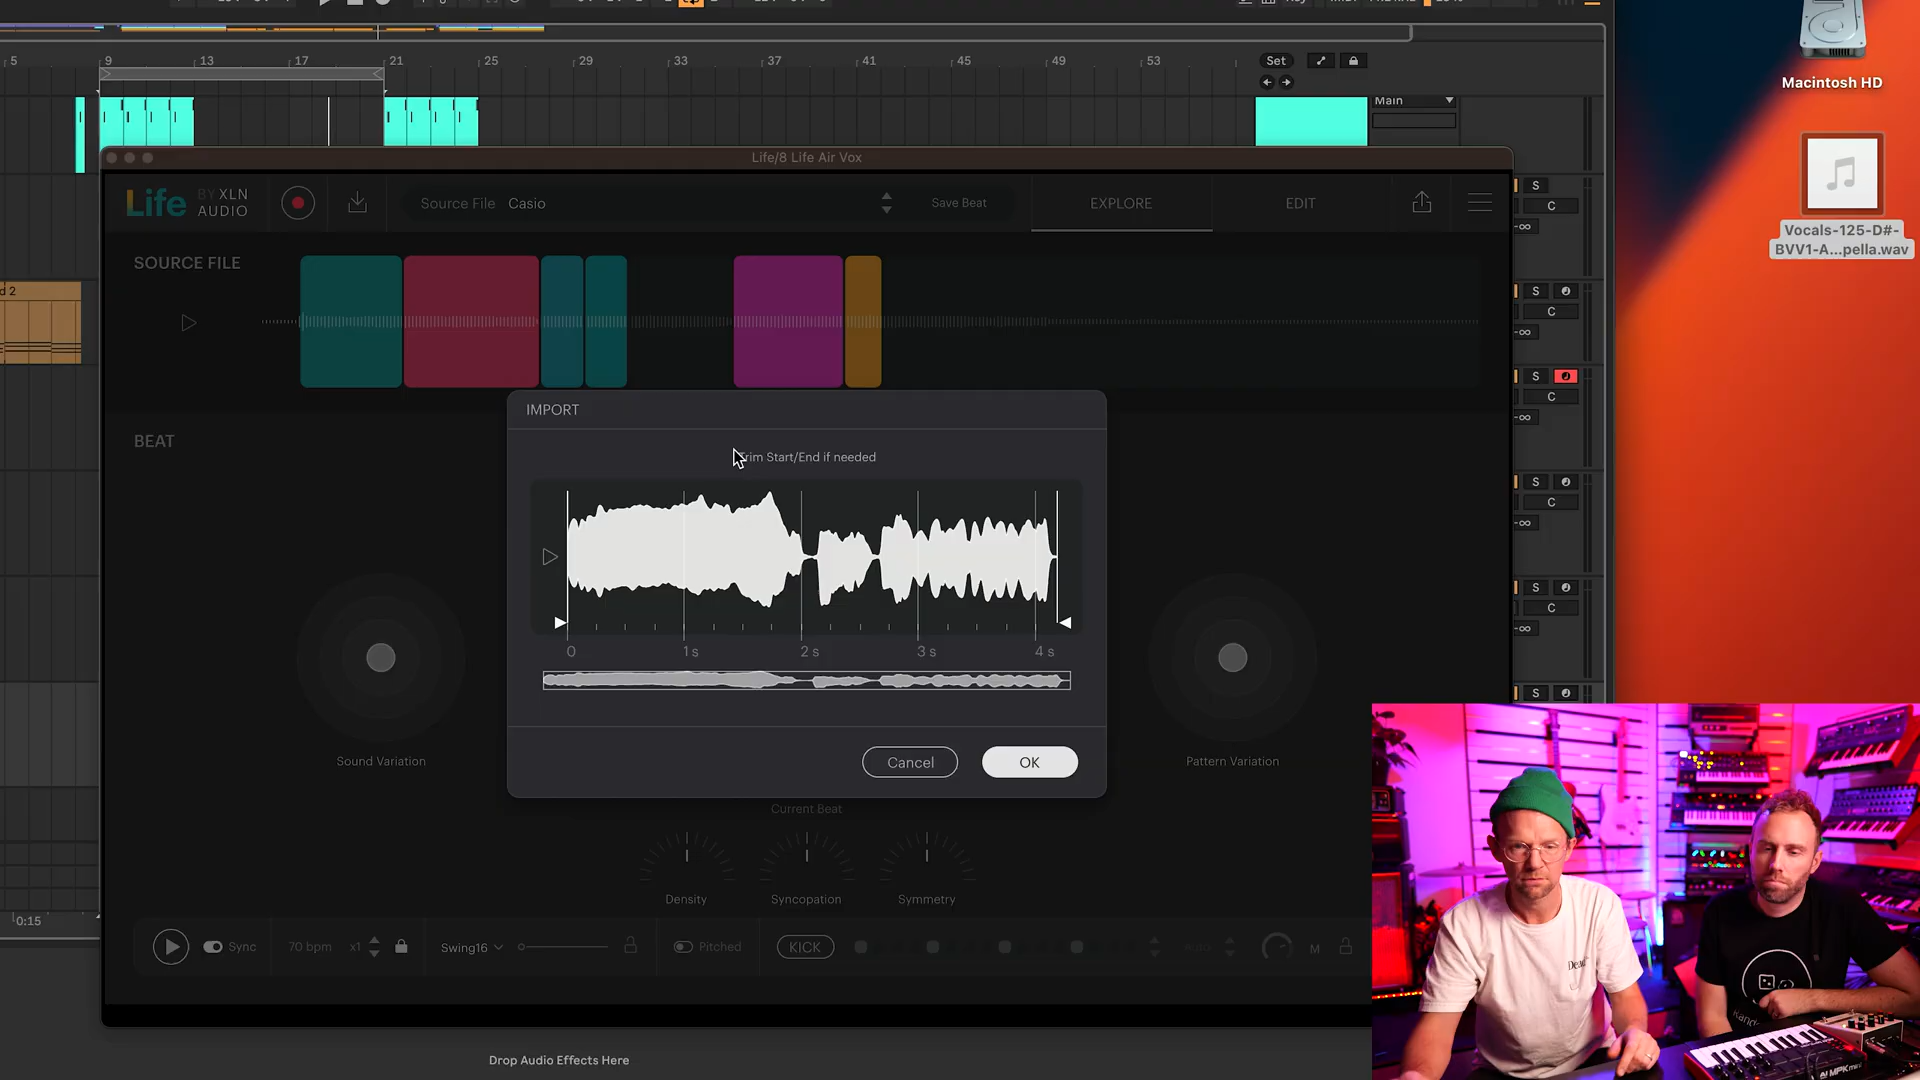 5
9
13
17
21
25
29
33
37
41
45
49
53
Set
Main
Macintosh HD
Vocals-125-D#-
BVV1-A...pella.wav
Life/8 Life Air Vox
Life BY XLN
AUDIO
Source File Casio
Save Beat
EXPLORE
EDIT
S
C
-∞
SOURCE FILE
d 2
S
C
-∞
S
C
-∞
IMPORT
BEAT
Trim Start/End if needed
S
C
-∞
S
C
-∞
0
1 s
2 s
3 s
4 s
S
Cancel
OK
Sound Variation
Pattern Variation
Current Beat
Density
Syncopation
Symmetry
0:15
Sync
70 bpm
x1
Swing16
Pitched
KICK
M
Drop Audio Effects Here